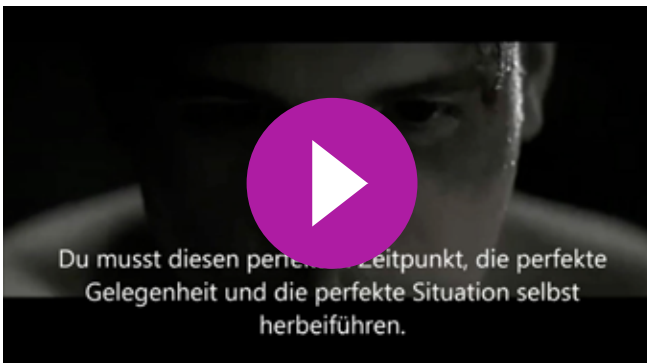 Du musst diesen Zeitpunkt, die perfekte
Gelegenheit und die perfekte Situation selbst
herbeiführen.